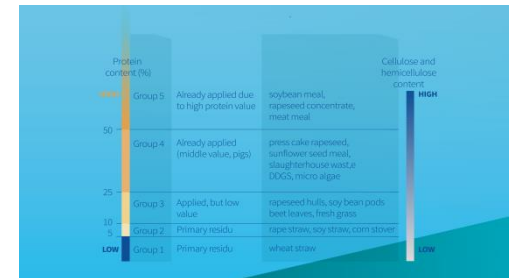 Protein
content (%)
Cellulose and
hemicellulose
content
HIGH
Group 5
Already applied due
to high protein value
soybean meal,
rapeseed concentrate,
meat meal
50
Group 4
Already applied
(middle value, pigs)
press cake rapeseed,
sunflower seed meal,
slaughterhouse wast,e
DDGS, micro algae
25
Group 3
Applied, but low
value
rapeseed hulls, soy bean pods
beet leaves, fresh grass
10
5
Group 2
Primary residu
rape straw, soy straw, corn stover
LOW
Group 1
Primary residu
wheat straw
LOW